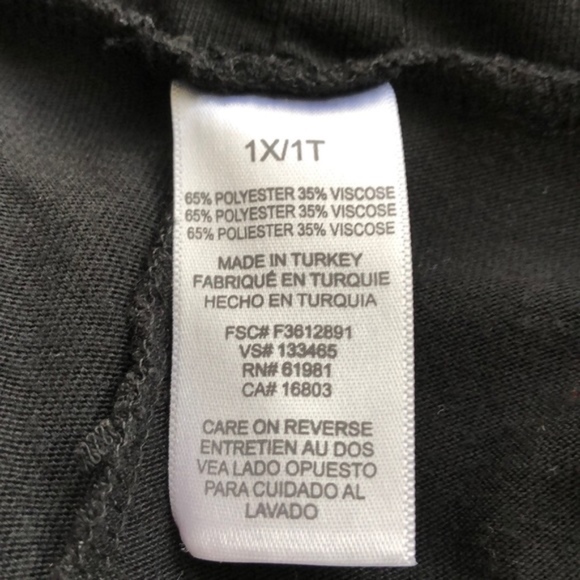 1X/1T
65% POLYESTER 35% VISCOSE
65% POLYESTER 35% VISCOSE
65% POLIESTER 35% VISCOSE
MADE IN TURKEY
FABRIQUÉ EN TURQUIE
HECHO EN TURQUIA
FSC# F3612891
VS# 133465
RN# 61981
CA# 16803
CARE ON REVERSE
ENTRETIEN AU DOS
VEA LADO OPUESTO
PARA CUIDADO AL
LAVADO